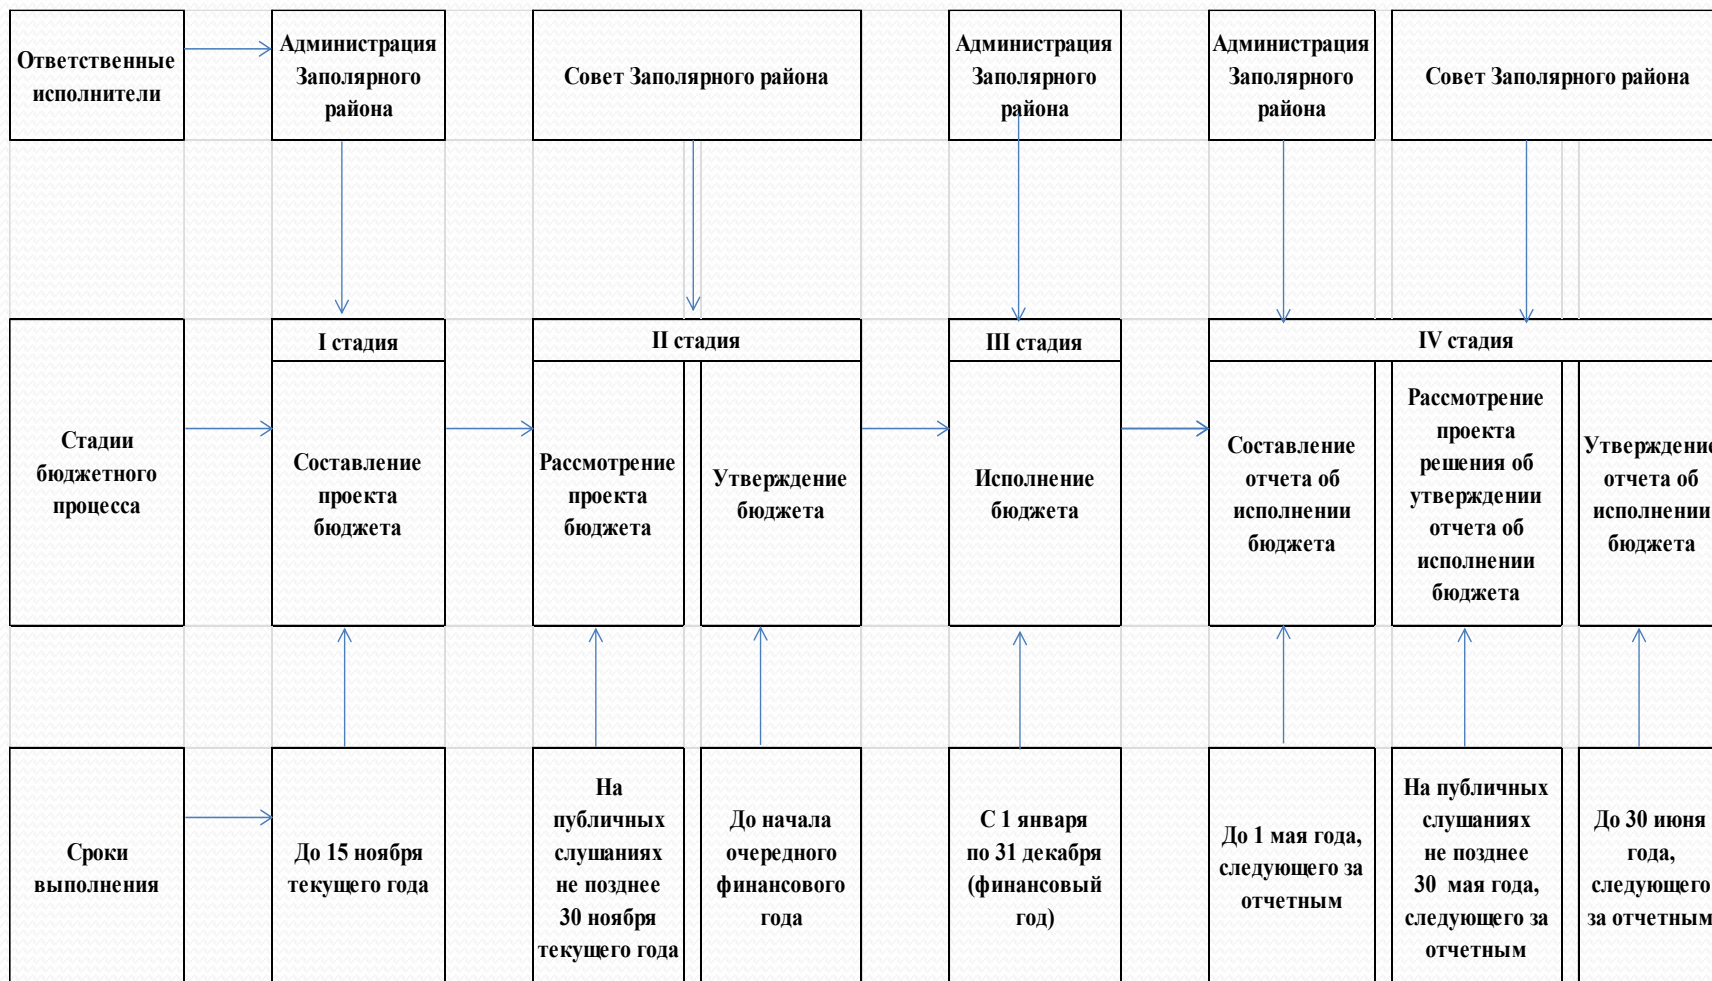 Ответственные
исполнители
Администрация
Заполярного
района
Совет Заполярного района
Администрация
Заполярного
района
Администрация
Заполярного
района
Совет Заполярного района
Стадии
бюджетного
процесса
I стадия
Составление
проекта
бюджета
II стадия
Рассмотрение
проекта
бюджета
Утверждение
бюджета
III стадия
Исполнение
бюджета
IV стадия
Составление
отчета об
исполнении
бюджета
Рассмотрение
проекта
решения об
утверждении
отчета об
исполнении
бюджета
Утверждение
отчета об
исполнении
бюджета
Сроки
выполнения
До 15 ноября
текущего года
На
публичных
слушаниях
не позднее
30 ноября
текущего года
До начала
очередного
финансового
года
С 1 января
по 31 декабря
(финансовый
год)
До 1 мая года,
следующего за
отчетным
На публичных
слушаниях
не позднее
30 мая года,
следующего за
отчетным
До 30 июня
года,
следующего
за отчетным